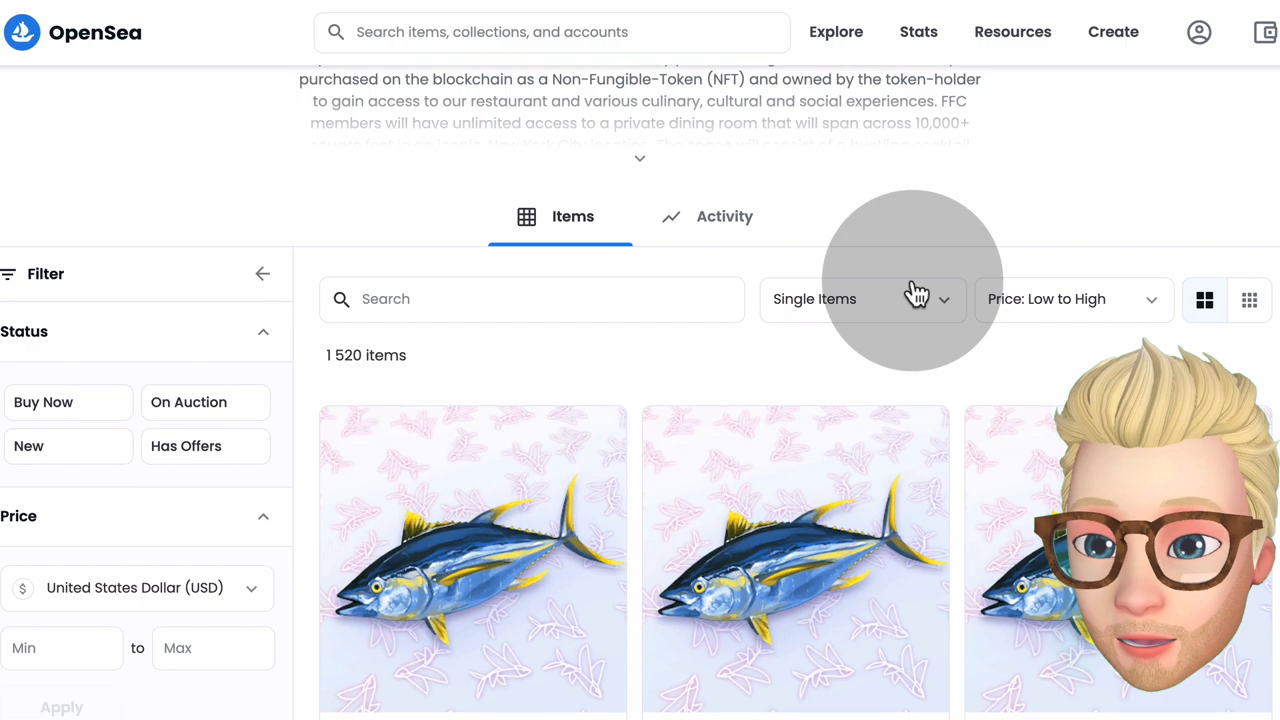 OpenSea
Search items, collections, and accounts
Explore
Stats
Resources
Create
purchased on the blockchain as a Non-Fungible-Token (NFT) and owned by the token-holder
to gain access to our restaurant and various culinary, cultural and social experiences. FFC
members will have unlimited access to a private dining room that will span across 10,000+
Items
Activity
Filter
Search
Single Items
Price: Low to High
Status
1 520 items
Buy Now
On Auction
New
Has Offers
Price
$ United States Dollar (USD)
Min
to
Max
Apply